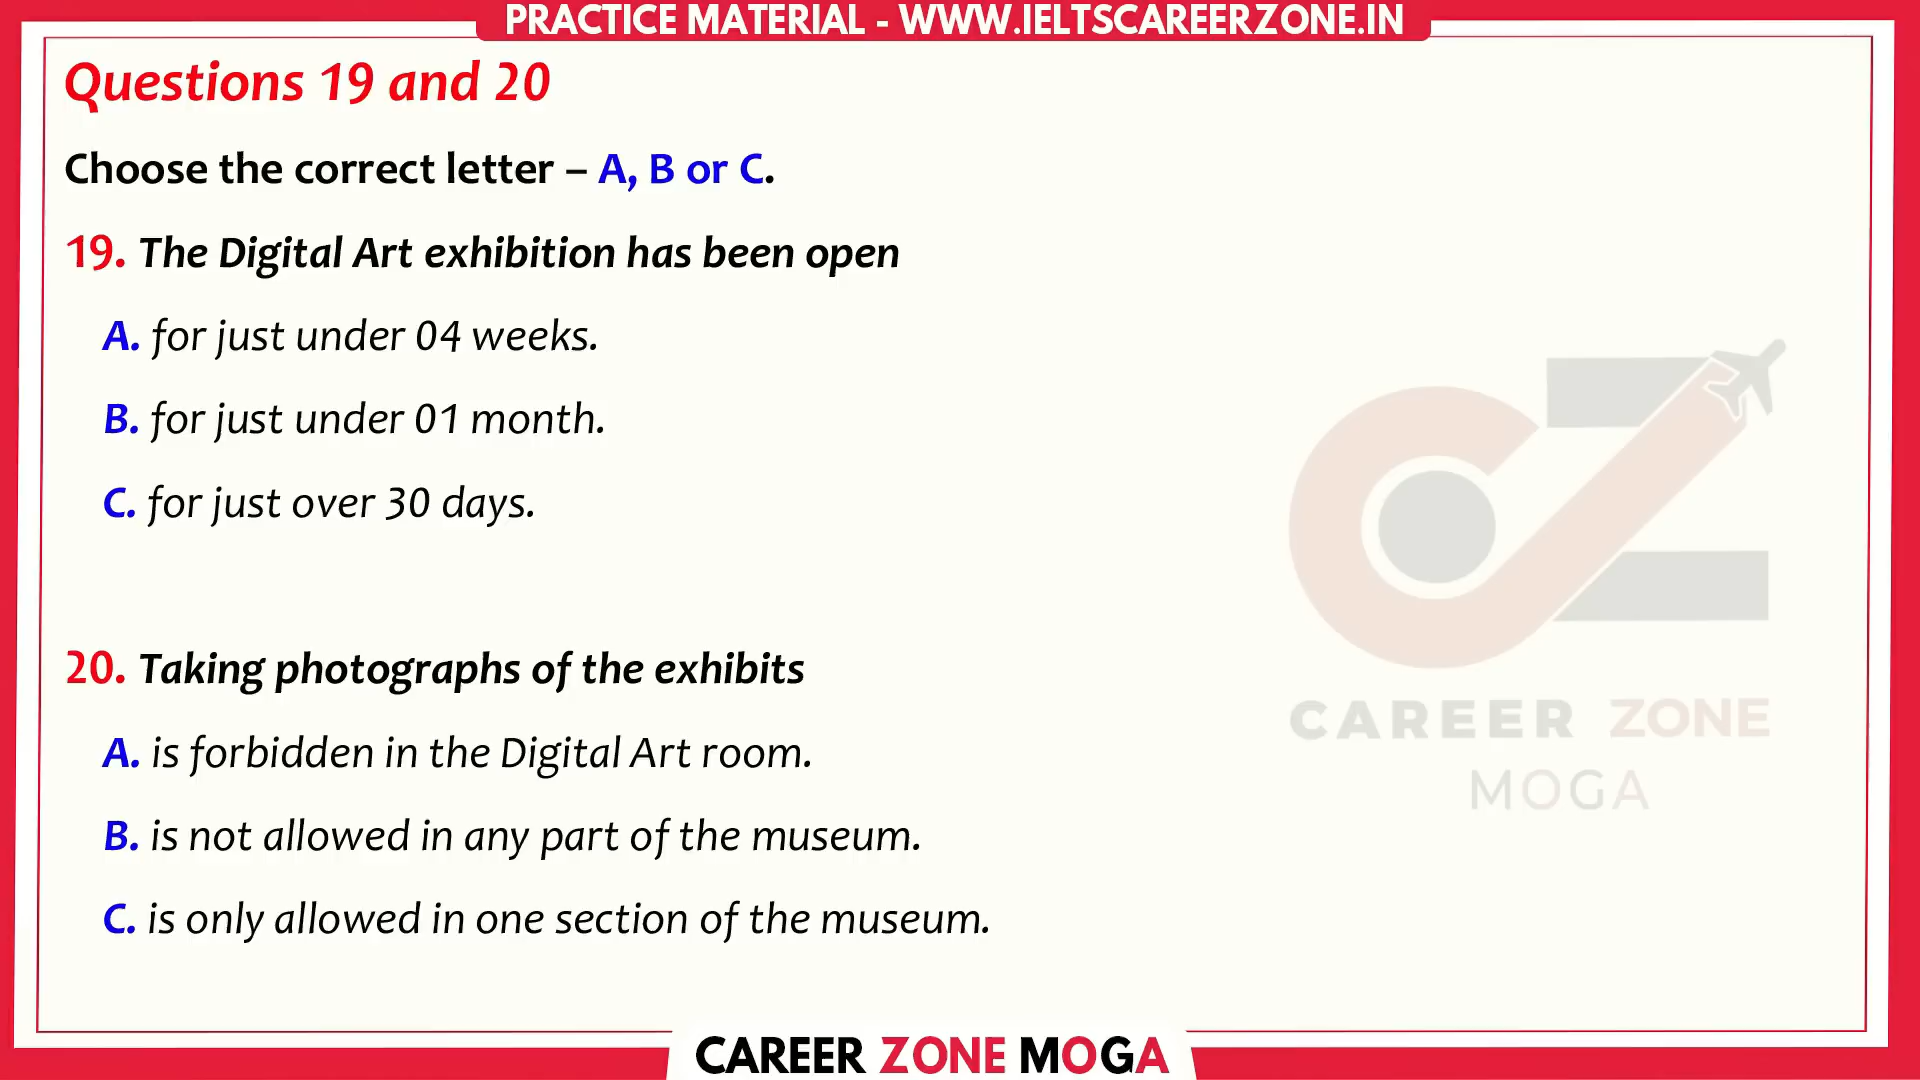 PRACTICE MATERIAL - WWW.IELTSCAREERZONE.IN
Questions 19 and 20
Choose the correct letter – A, B or C.
19. The Digital Art exhibition has been open
A. for just under 04 weeks.
B. for just under 01 month.
C. for just over 30 days.
20. Taking photographs of the exhibits
A. is forbidden in the Digital Art room.
B. is not allowed in any part of the museum.
C. is only allowed in one section of the museum.
CAREER ZONE
MOGA
CAREER ZONE MOGA